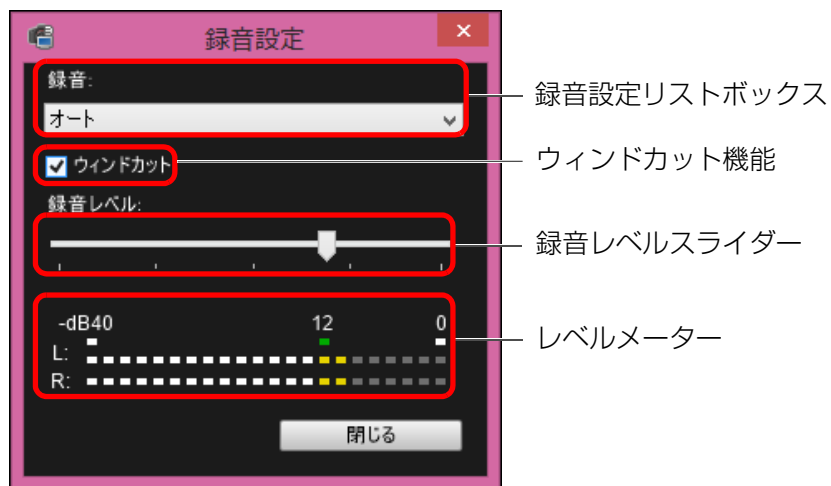 録音設定
録音:
オート
録音設定リストボックス
ウィンドカット
ウィンドカット機能
録音レベル:
録音レベルスライダー
-dB40 12 0
L:
R:
レベルメーター
閉じる